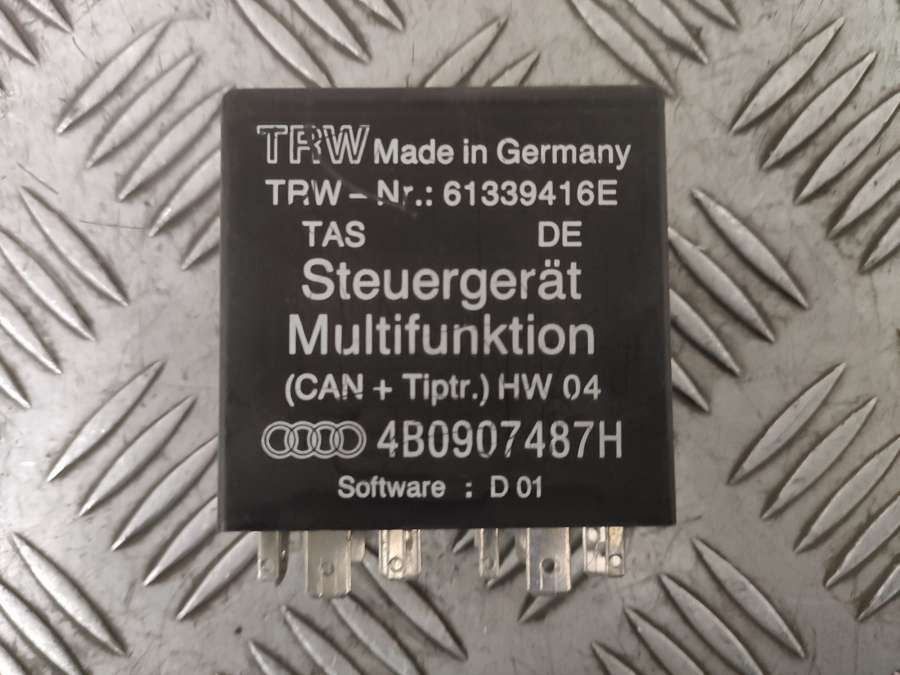 TRW Made in Germany
TRW – Nr.: 61339416E
TAS DE
Steuergerät
Multifunktion
(CAN + Tiptr.) HW 04
4B0907487H
Software : D 01